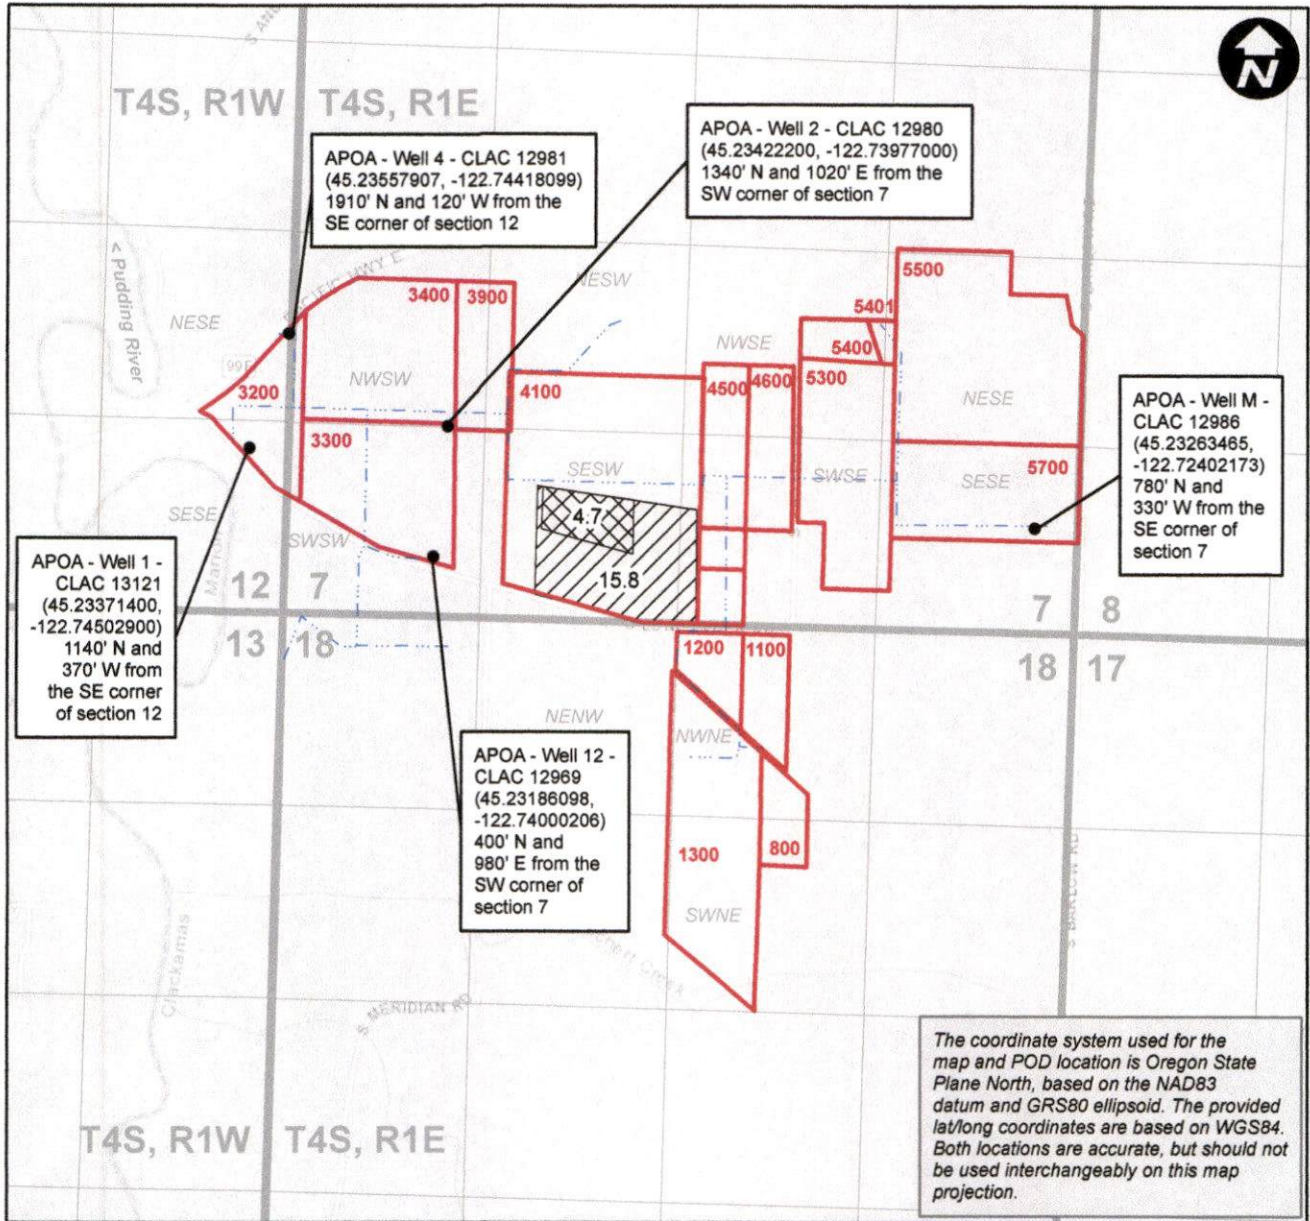 N
T4S, R1W
T4S, R1E
APOA - Well 4 - CLAC 12981
(45.23557907, -122.74418099)
1910' N and 120' W from the
SE corner of section 12
APOA - Well 2 - CLAC 12980
(45.23422200, -122.73977000)
1340' N and 1020' E from the
SW corner of section 7
< Pudding River
HWY E
NESE
99E
3200
3400
3900
NESW
NWSW
3300
4100
NWSE
4500
4600
5401
5400
5300
5500
NESE
5700
SESE
SWSE
SESW
SESE
SWSW
4.7
15.8
APOA - Well M -
CLAC 12986
(45.23263465,
-122.72402173)
780' N and
330' W from the
SE corner of
section 7
APOA - Well 1 -
CLAC 13121
(45.23371400,
-122.74502900)
1140' N and
370' W from
the SE corner
of section 12
Marion
12
7
13
18
7
8
18
17
1200
1100
NENW
NWNE
1300
800
SWNE
APOA - Well 12 -
CLAC 12969
(45.23186098,
-122.74000206)
400' N and
980' E from the
SW corner of
section 7
Clackamas
S MERIDIAN RD
Creek
S BARLOW RD
T4S, R1W
T4S, R1E
The coordinate system used for the
map and POD location is Oregon State
Plane North, based on the NAD83
datum and GRS80 ellipsoid. The provided
lat/long coordinates are based on WGS84.
Both locations are accurate, but should not
be used interchangeably on this map
projection.